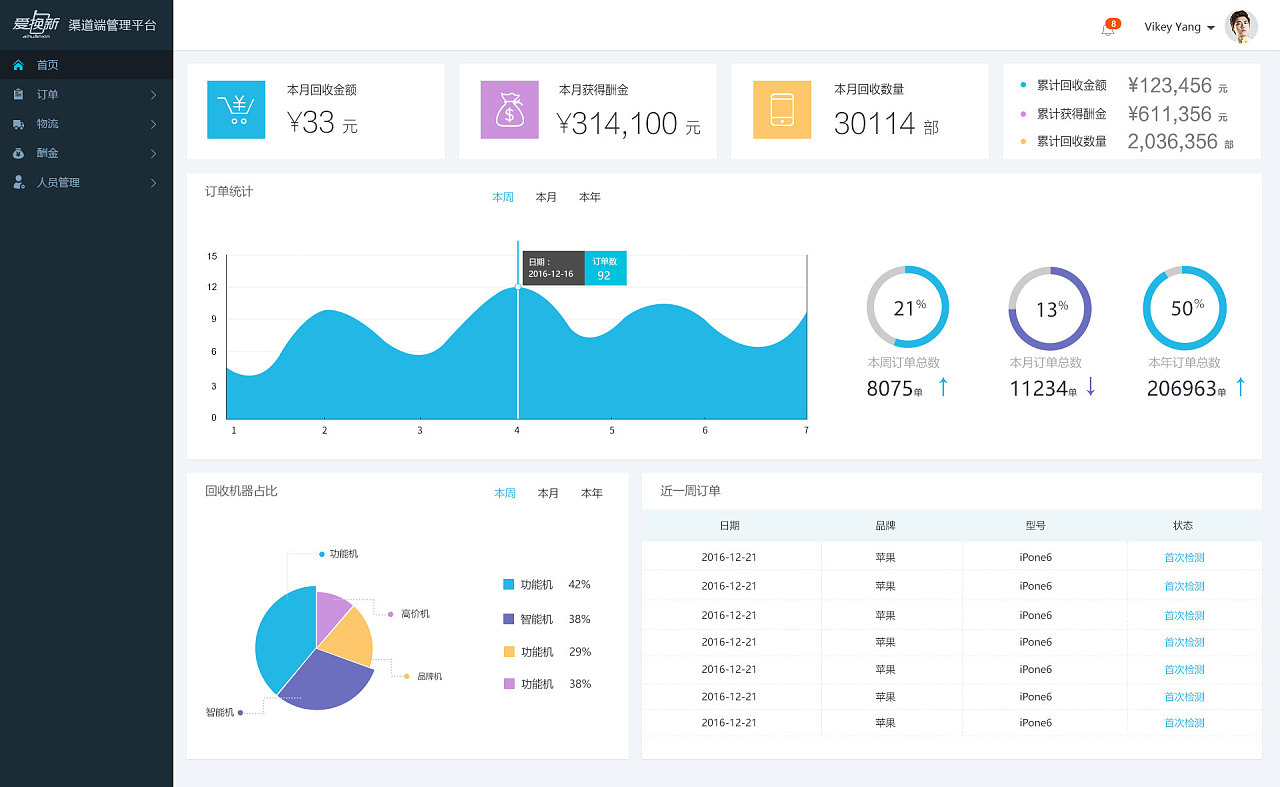 爱换新 渠道端管理平台
aihuanxin
8
Vikey Yang
首页
订单
物流
酬金
人员管理
本月回收金额
¥33 元
本月获得酬金
¥314,100 元
本月回收数量
30114 部
累计回收金额 ¥123,456 元
累计获得酬金 ¥611,356 元
累计回收数量 2,036,356 部
订单统计
本周 本月 本年
15
12
9
6
3
0
1 2 3 4 5 6 7
日期：
2016-12-16
订单数
92
21%
本周订单总数
8075单
13%
本月订单总数
11234单
50%
本年订单总数
206963单
回收机器占比
本周 本月 本年
功能机
高价机
品牌机
智能机
功能机 42%
智能机 38%
功能机 29%
功能机 38%
近一周订单
日期 品牌 型号 状态
2016-12-21 苹果 iPone6 首次检测
2016-12-21 苹果 iPone6 首次检测
2016-12-21 苹果 iPone6 首次检测
2016-12-21 苹果 iPone6 首次检测
2016-12-21 苹果 iPone6 首次检测
2016-12-21 苹果 iPone6 首次检测
2016-12-21 苹果 iPone6 首次检测